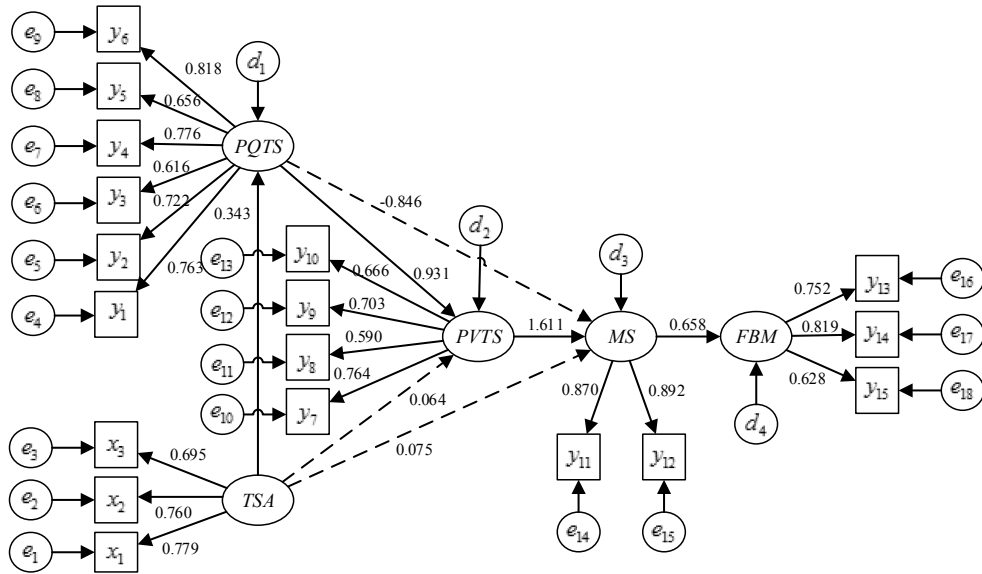 e9 y6
0.818
d1
e8 y5
0.656
e7 y4 0.776
PQTS
e6 y3 0.616
0.722 0.343 -0.846
e5 y2
d2
e13 y10
0.763 0.931
d3
e4 y1
0.666
y13 e16
0.752
e12 y9 0.703
PVTS 1.611 MS 0.658 FBM 0.819 y14 e17
0.590
e11 y8
0.764 0.870 0.892 0.628 y15 e18
e10 y7
0.064
0.075
d4
e3 x3
0.695
y11 y12
e2 x2
TSA
0.760
e14 e15
e1 x1 0.779